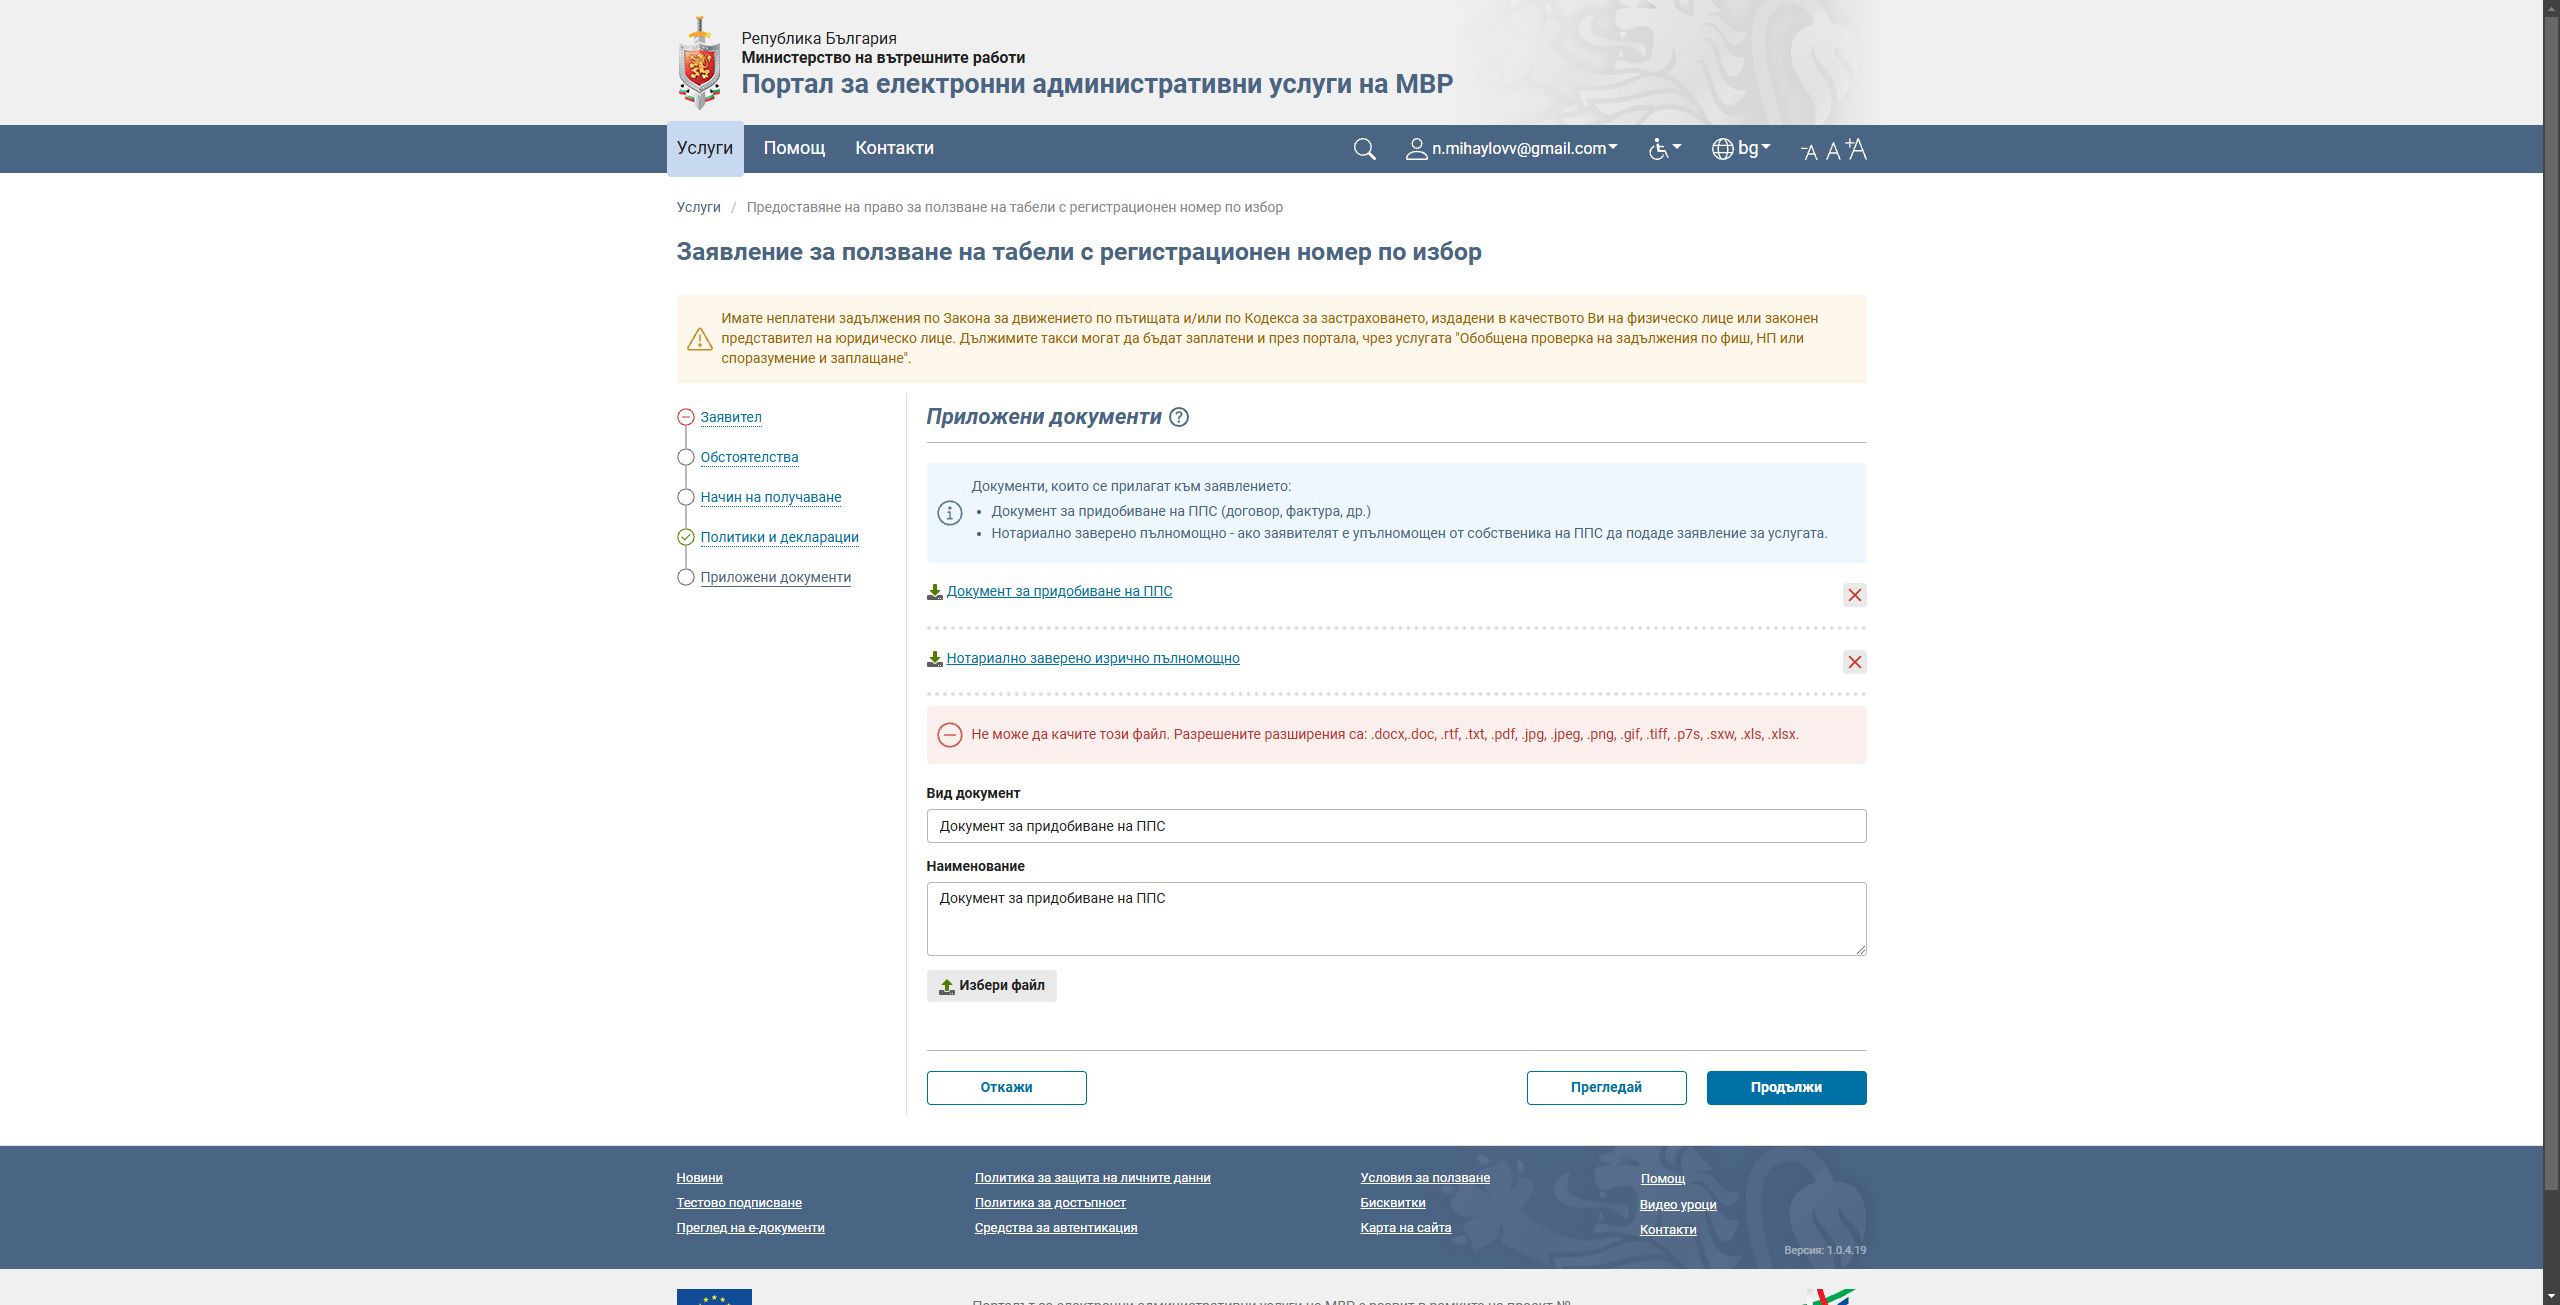 Република България
Министерство на вътрешните работи
Портал за електронни административни услуги на МВР
Услуги
Помощ
Контакти
n.mihaylovv@gmail.com
bg
-A A +A
Услуги / Предоставяне на право за ползване на табели с регистрационен номер по избор
Заявление за ползване на табели с регистрационен номер по избор
Имате неплатени задължения по Закона за движението по пътищата и/или по Кодекса за застраховането, издадени в качеството Ви на физическо лице или законен
представител на юридическо лице. Дължимите такси могат да бъдат заплатени и през портала, чрез услугата "Обобщена проверка на задължения по фиш, НП или
споразумение и заплащане".
Заявител
Обстоятелства
Начин на получаване
Политики и декларации
Приложени документи
Приложени документи
Документи, които се прилагат към заявлението:
• Документ за придобиване на ППС (договор, фактура, др.)
• Нотариално заверено пълномощно - ако заявителят е упълномощен от собственика на ППС да подаде заявление за услугата.
Документ за придобиване на ППС
Нотариално заверено изрично пълномощно
Не може да качите този файл. Разрешените разширения са: .docx,.doc, .rtf, .txt, .pdf, .jpg, .jpeg, .png, .gif, .tiff, .p7s, .sxw, .xls, .xlsx.
Вид документ
Документ за придобиване на ППС
Наименование
Документ за придобиване на ППС
Избери файл
Откажи
Прегледай
Продължи
Новини
Тестово подписване
Преглед на е-документи
Политика за защита на личните данни
Политика за достъпност
Средства за автентикация
Условия за ползване
Бисквитки
Карта на сайта
Помощ
Видео уроци
Контакти
Версия: 1.0.4.19